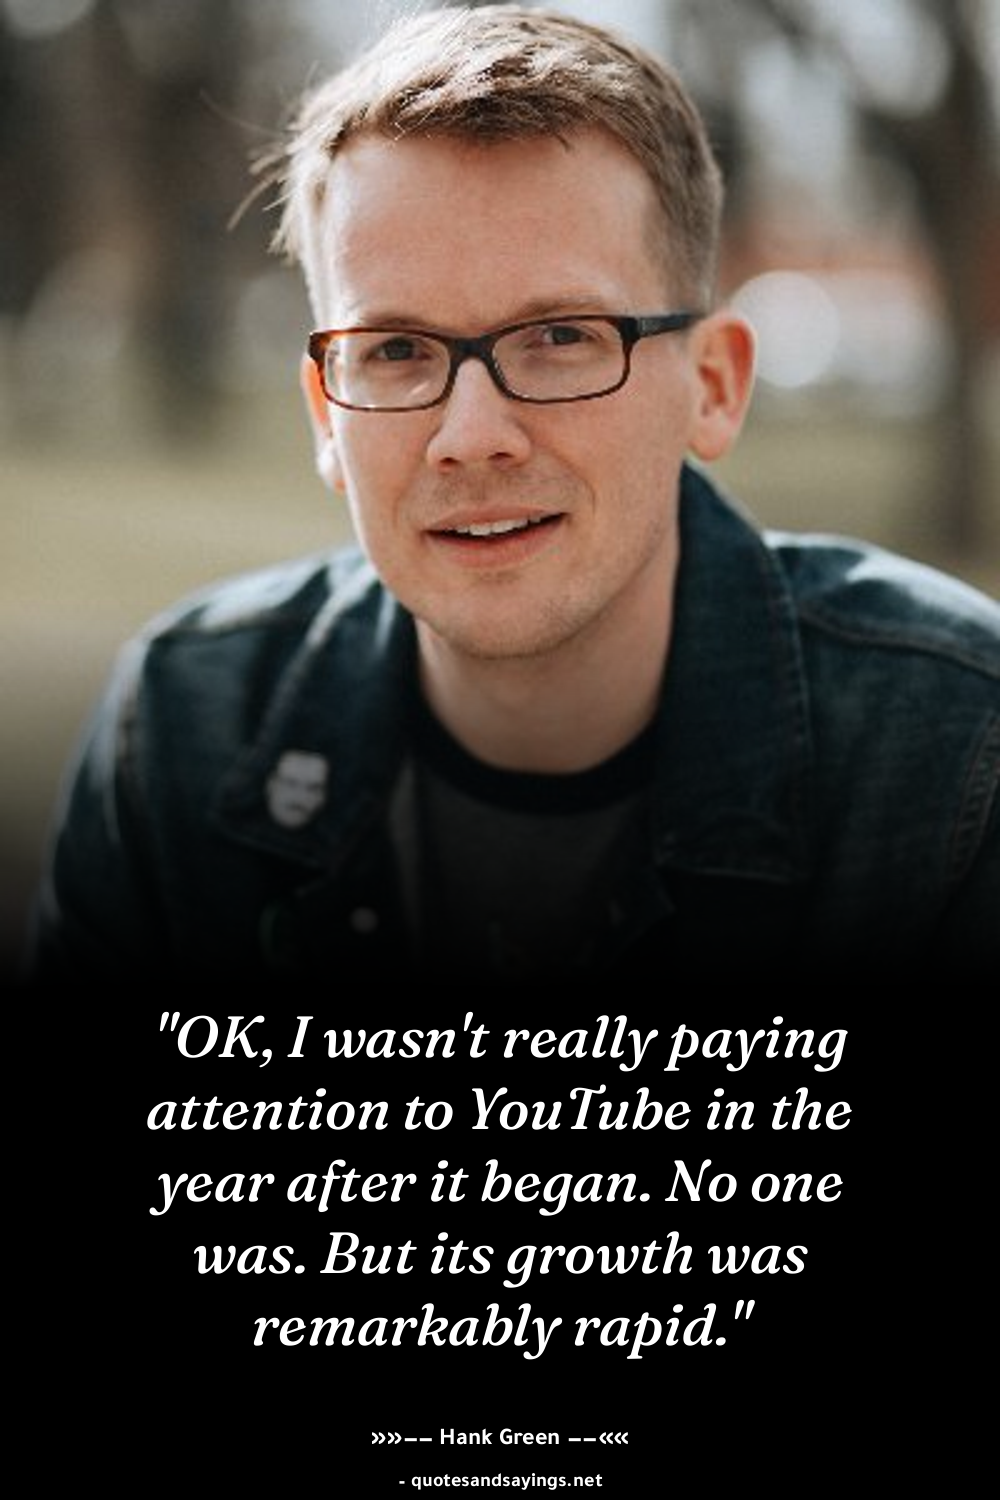 "OK, I wasn't really paying
attention to YouTube in the
year after it began. No one
was. But its growth was
remarkably rapid."
»»–– Hank Green ––««
- quotesandsayings.net